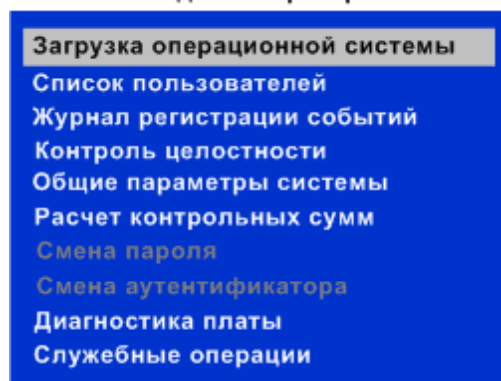 Загрузка операционной системы
Список пользователей
Журнал регистрации событий
Контроль целостности
Общие параметры системы
Расчет контрольных сумм
Смена пароля
Смена аутентификатора
Диагностика платы
Служебные операции